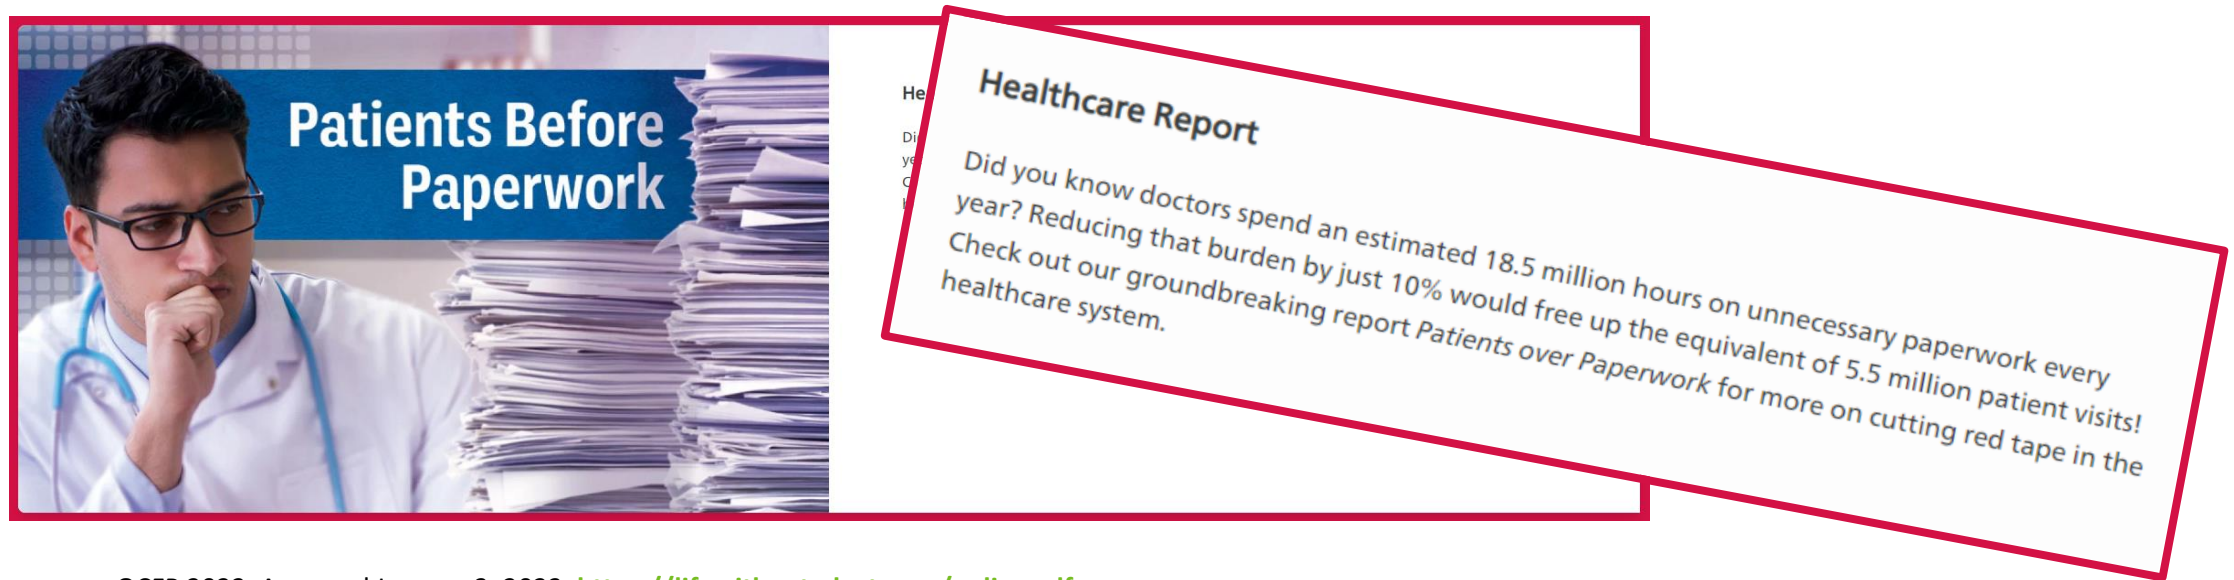 Patients Before
Paperwork
Healthcare Report
Did you know doctors spend an estimated 18.5 million hours on unnecessary paperwork every
year? Reducing that burden by just 10% would free up the equivalent of 5.5 million patient visits!
Check out our groundbreaking report Patients over Paperwork for more on cutting red tape in the
healthcare system.